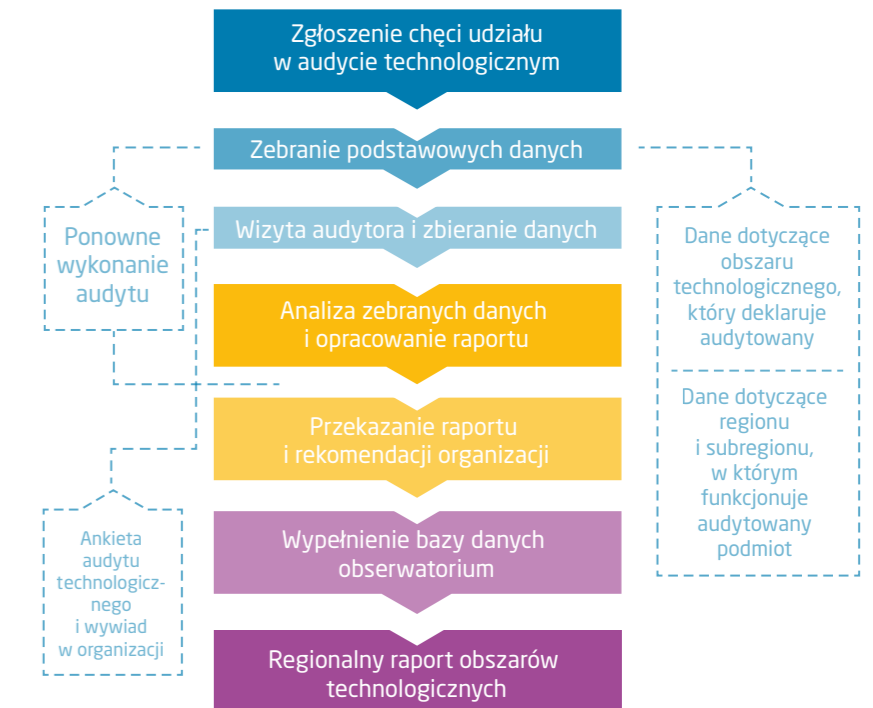 Zgłoszenie chęci udziału
w audycie technologicznym
Zebranie podstawowych danych
Wizyta audytora i zbieranie danych
Ponowne
wykonanie
audytu
Dane dotyczące
obszaru
technologicznego,
który deklaruje
audytowany
Dane dotyczące
regionu
i subregionu,
w którym
funkcjonuje
audytowany
podmiot
Analiza zebranych danych
i opracowanie raportu
Przekazanie raportu
i rekomendacji organizacji
Ankieta
audytu
technologicz-
nego
i wywiad
w organizacji
Wypełnienie bazy danych
obserwatorium
Regionalny raport obszarów
technologicznych